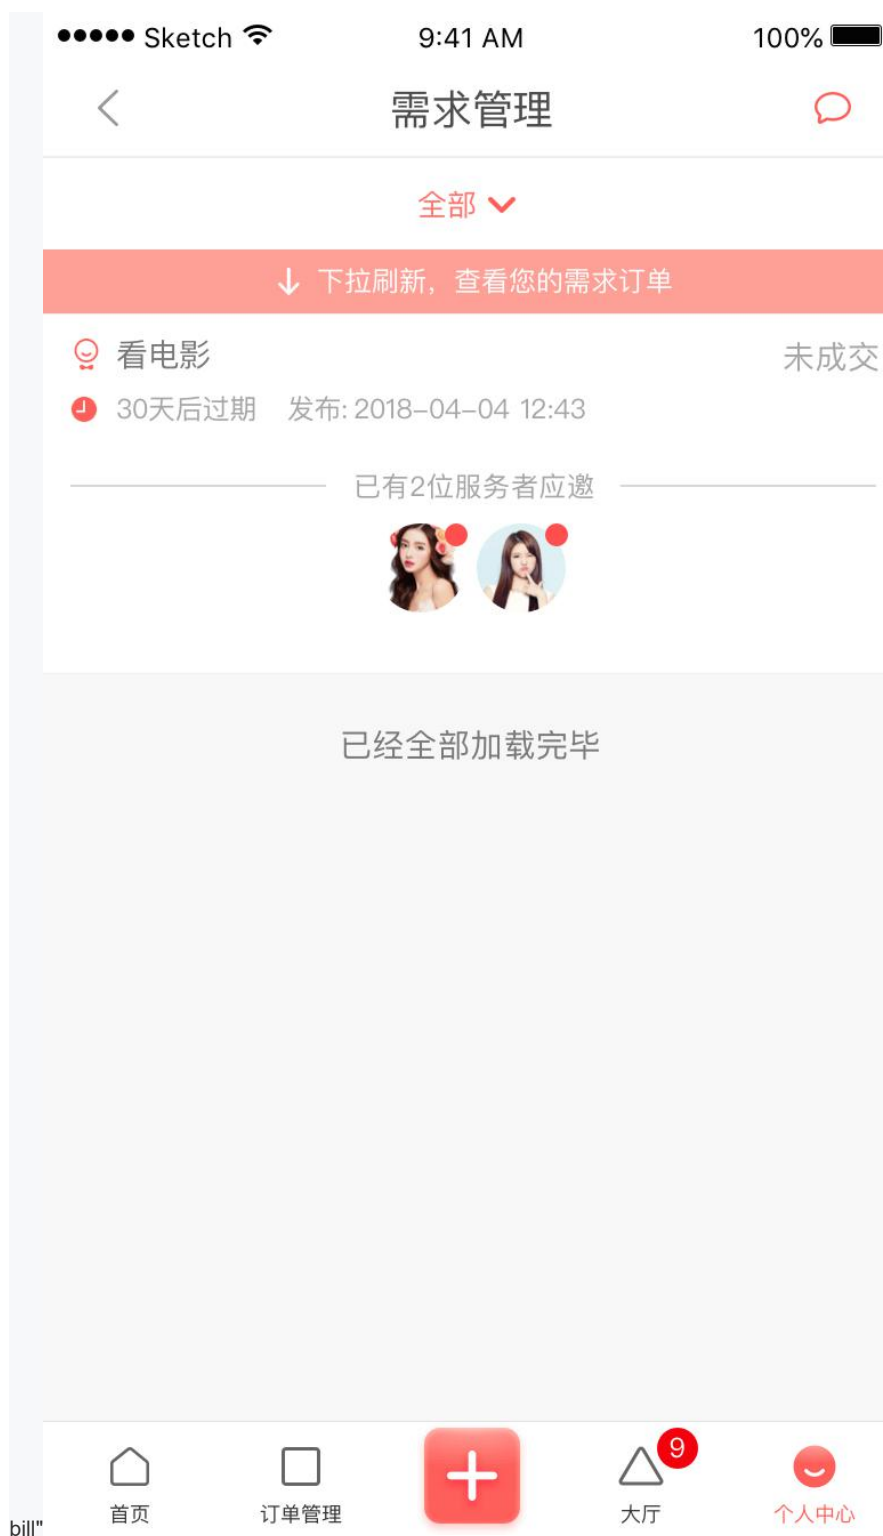 Sketch 9:41 AM 100%
需求管理
全部
下拉刷新，查看您的需求订单
看电影 未成交
30天后过期 发布: 2018-04-04 12:43
已有2位服务者应邀
已经全部加载完毕
9
首页 订单管理 大厅 个人中心
bill"